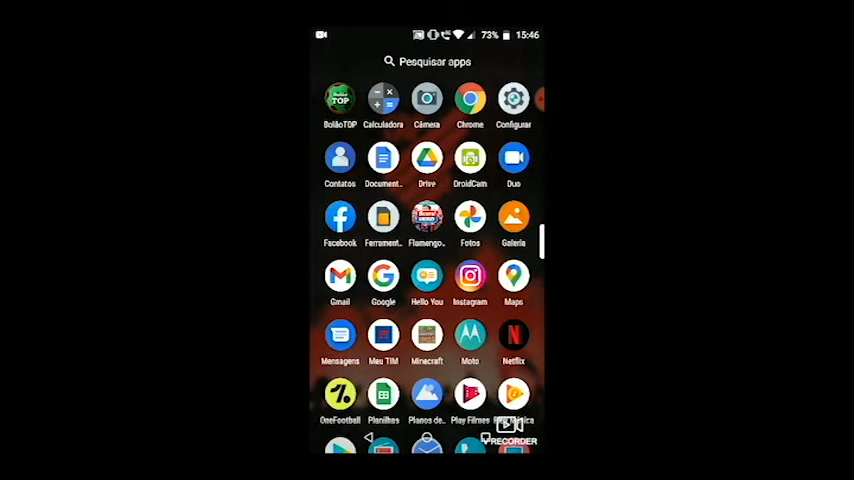 73% 15:46
Pesquisar apps
TOP
BolãoTOP Calculadora Câmera Chrome Configurar
Contatos Document.. Drive DroidCam Duo
Facebook Ferrament.. Flamengo.. Fotos Galeria
Gmail Google Hello You Instagram Maps
Mensagens Meu TIM Minecraft Moto Netflix
OneFootball Planilhas Planos de.. Play Filmes Música
V RECORDER